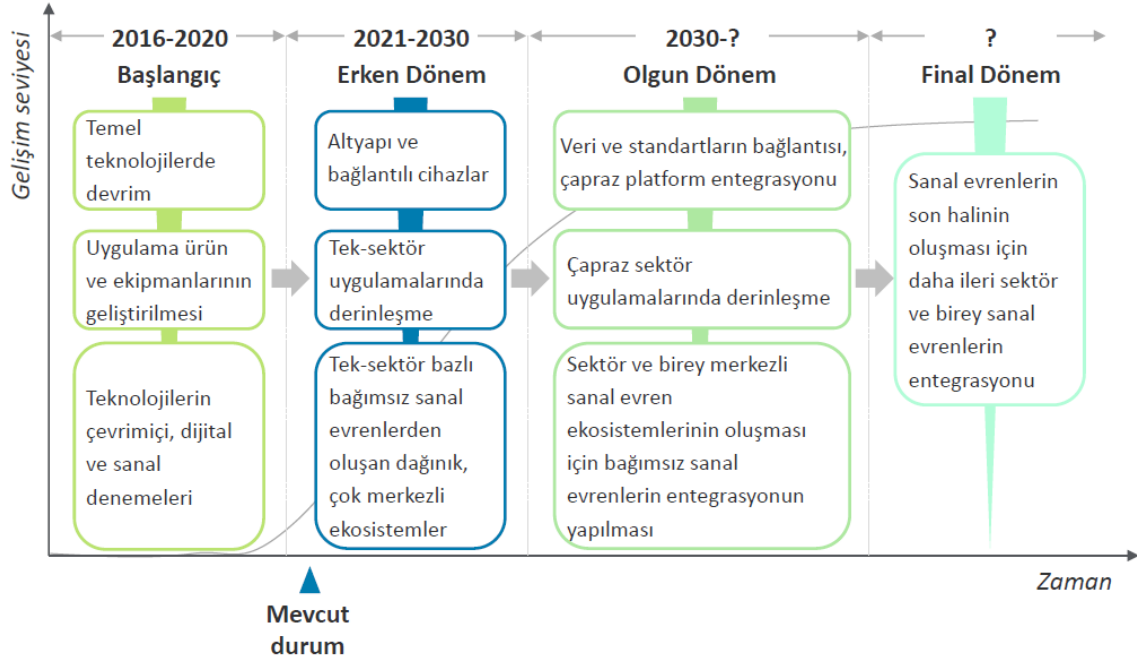 Gelişim seviyesi
2016-2020
Başlangıç
Temel
teknolojilerde
devrim
Uygulama ürün
ve ekipmanlarının
geliştirilmesi
Teknolojilerin
çevrimiçi, dijital
ve sanal
denemeleri
2021-2030
Erken Dönem
Altyapı ve
bağlantılı cihazlar
Tek-sektör
uygulamalarında
derinleşme
Tek-sektör bazlı
bağımsız sanal
evrenlerden
oluşan dağınık,
çok merkezli
ekosistemler
2030-?
Olgun Dönem
Veri ve standartların bağlantısı,
çapraz platform entegrasyonu
Çapraz sektör
uygulamalarında derinleşme
Sektör ve birey merkezli
sanal evren
ekosistemlerinin oluşması
için bağımsız sanal
evrenlerin entegrasyonun
yapılması
?
Final Dönem
Sanal evrenlerin
son halinin
oluşması için
daha ileri sektör
ve birey sanal
evrenlerin
entegrasyonu
Zaman
Mevcut
durum